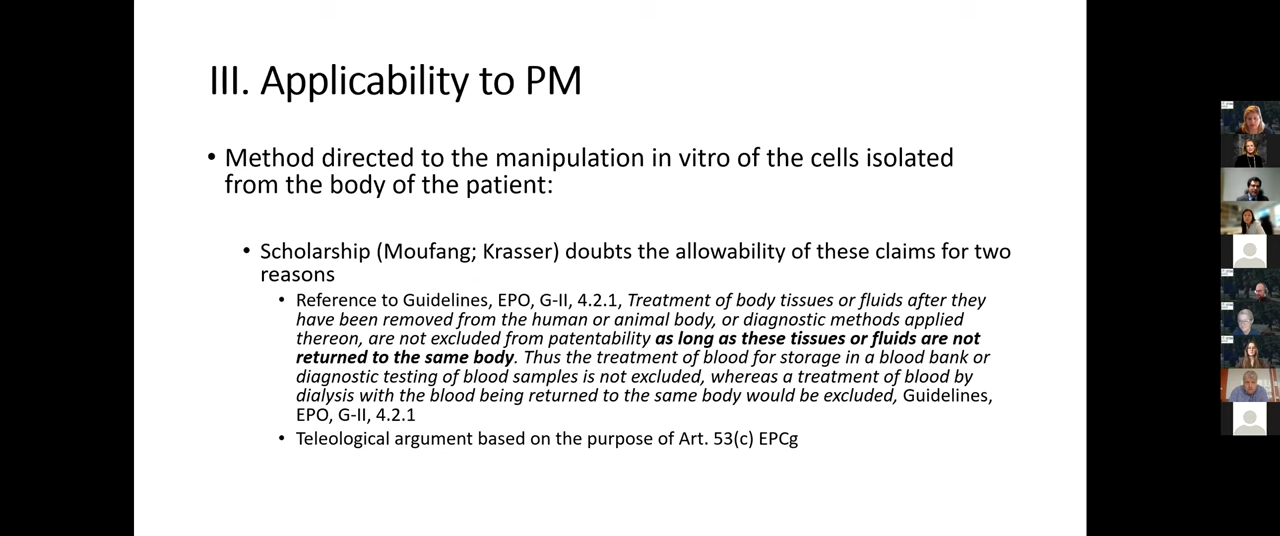 III. Applicability to PM
• Method directed to the manipulation in vitro of the cells isolated
from the body of the patient:
• Scholarship (Moufang; Krasser) doubts the allowability of these claims for two
reasons
• Reference to Guidelines, EPO, G-II, 4.2.1, Treatment of body tissues or fluids after they
have been removed from the human or animal body, or diagnostic methods applied
thereon, are not excluded from patentability as long as these tissues or fluids are not
returned to the same body. Thus the treatment of blood for storage in a blood bank or
diagnostic testing of blood samples is not excluded, whereas a treatment of blood by
dialysis with the blood being returned to the same body would be excluded, Guidelines,
EPO, G-II, 4.2.1
• Teleological argument based on the purpose of Art. 53(c) EPCg